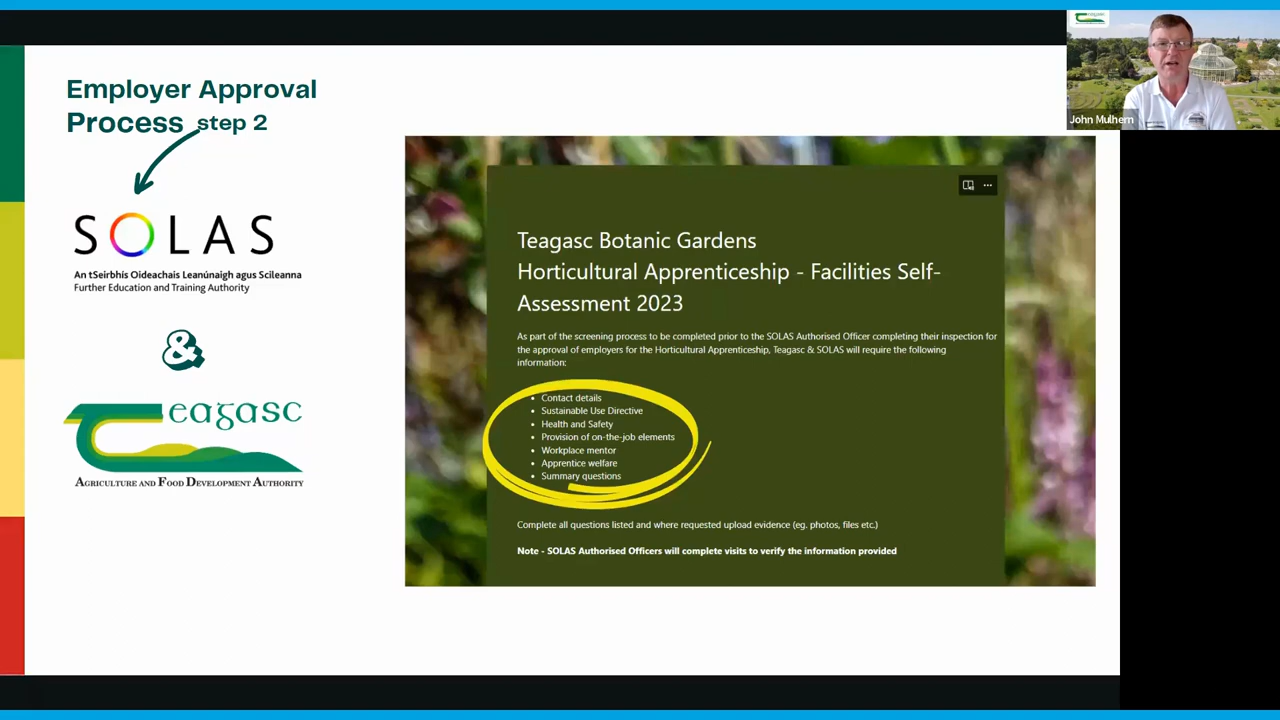 Employer Approval
Process step 2
SOLAS
An tSeirbhís Oideachais Leanúnaigh agus Scileanna
Further Education and Training Authority
&
Teagasc
AGRICULTURE AND FOOD DEVELOPMENT AUTHORITY
Teagasc Botanic Gardens
Horticultural Apprenticeship - Facilities Self-
Assessment 2023
As part of the screening process to be completed prior to the SOLAS Authorised Officer completing their inspection for
the approval of employers for the Horticultural Apprenticeship, Teagasc & SOLAS will require the following
information:
• Contact details
• Sustainable Use Directive
• Health and Safety
• Provision of on-the-job elements
• Workplace mentor
• Apprentice welfare
• Summary questions
Complete all questions listed and where requested upload evidence (eg. photos, files etc.)
Note - SOLAS Authorised Officers will complete visits to verify the information provided
Teagasc
John Mulhern